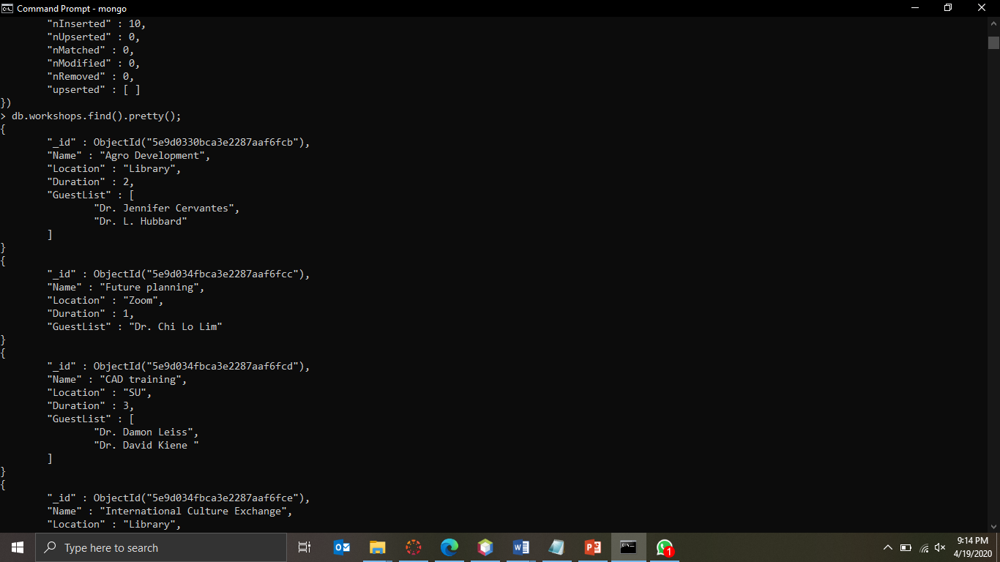 Command Prompt - mongo
"nInserted" : 10,
"nUpserted" : 0,
"nMatched" : 0,
"nModified" : 0,
"nRemoved" : 0,
"upserted" : [ ]
})
> db.workshops.find().pretty();
{
"_id" : ObjectId("5e9d0330bca3e2287aaf6fcb"),
"Name" : "Agro Development",
"Location" : "Library",
"Duration" : 2,
"GuestList" : [
"Dr. Jennifer Cervantes",
"Dr. L. Hubbard"
]
}
{
"_id" : ObjectId("5e9d034fbca3e2287aaf6fcc"),
"Name" : "Future planning",
"Location" : "Zoom",
"Duration" : 1,
"GuestList" : "Dr. Chi Lo Lim"
}
{
"_id" : ObjectId("5e9d034fbca3e2287aaf6fcd"),
"Name" : "CAD training",
"Location" : "SU",
"Duration" : 3,
"GuestList" : [
"Dr. Damon Leiss",
"Dr. David Kiene "
]
}
{
"_id" : ObjectId("5e9d034fbca3e2287aaf6fce"),
"Name" : "International Culture Exchange",
"Location" : "Library",
Type here to search
1
9:14 PM
4/19/2020